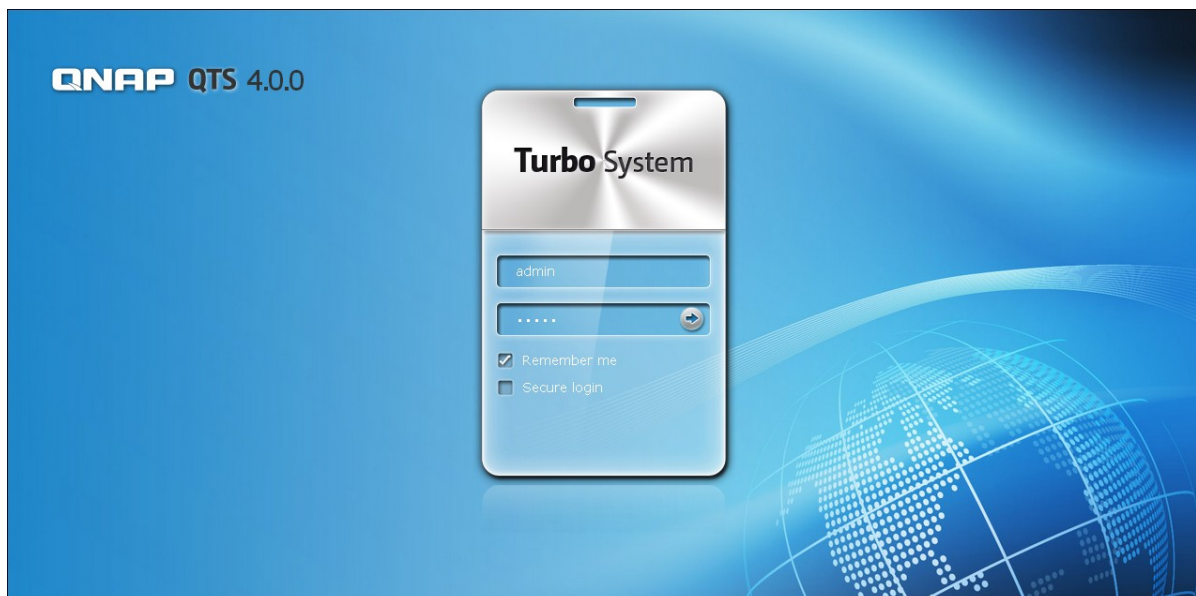 QNAP QTS 4.0.0
Turbo System
admin
•••••
Remember me
Secure login